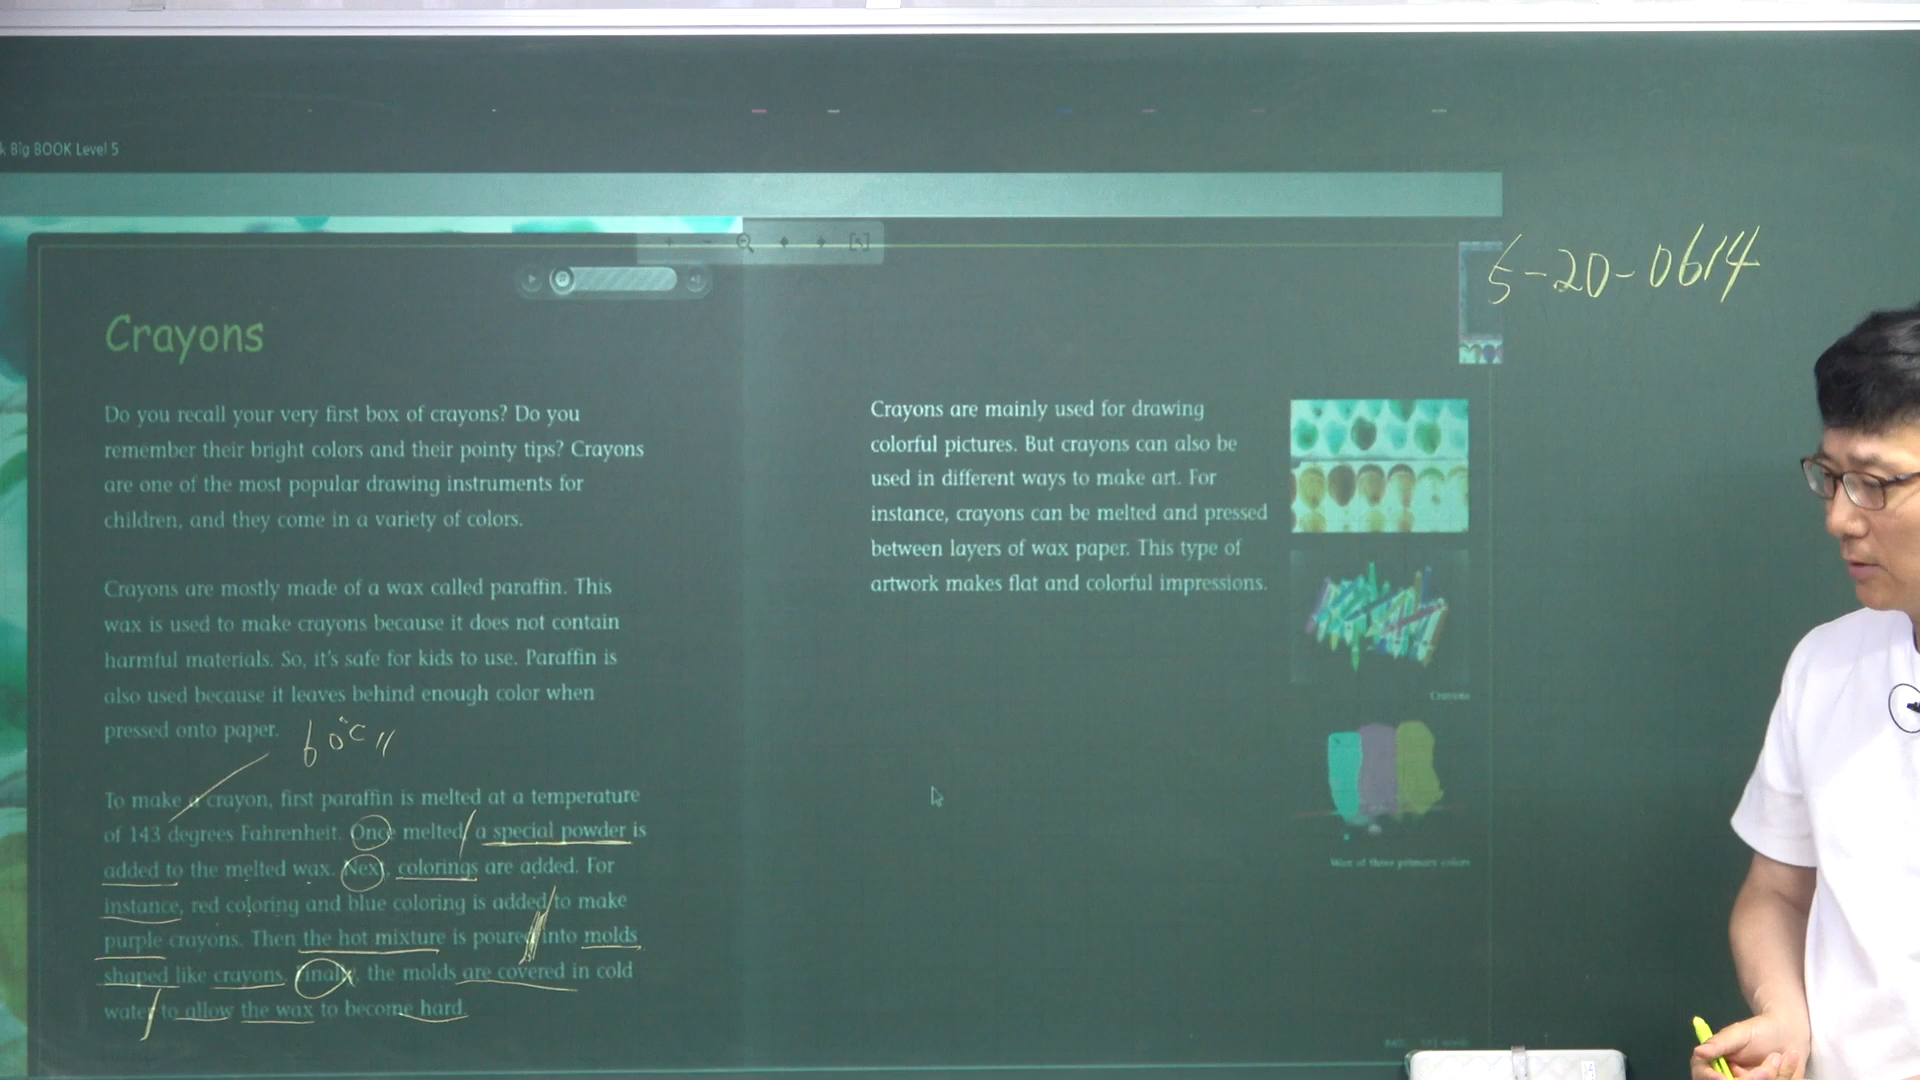 Big BOOK Level 5
5-20-0614
Crayons
Do you recall your very first box of crayons? Do you
remember their bright colors and their pointy tips? Crayons
are one of the most popular drawing instruments for
children, and they come in a variety of colors.
Crayons are mostly made of a wax called paraffin. This
wax is used to make crayons because it does not contain
harmful materials. So, it's safe for kids to use. Paraffin is
also used because it leaves behind enough color when
pressed onto paper.
60°C
To make a crayon, first paraffin is melted at a temperature
of 143 degrees Fahrenheit. Once melted, a special powder is
added to the melted wax. Next, colorings are added. For
instance, red coloring and blue coloring is added to make
purple crayons. Then the hot mixture is poured into molds
shaped like crayons. Finally, the molds are covered in cold
water to allow the wax to become hard.
Crayons are mainly used for drawing
colorful pictures. But crayons can also be
used in different ways to make art. For
instance, crayons can be melted and pressed
between layers of wax paper. This type of
artwork makes flat and colorful impressions.
Crayons
Wax of three primary colors